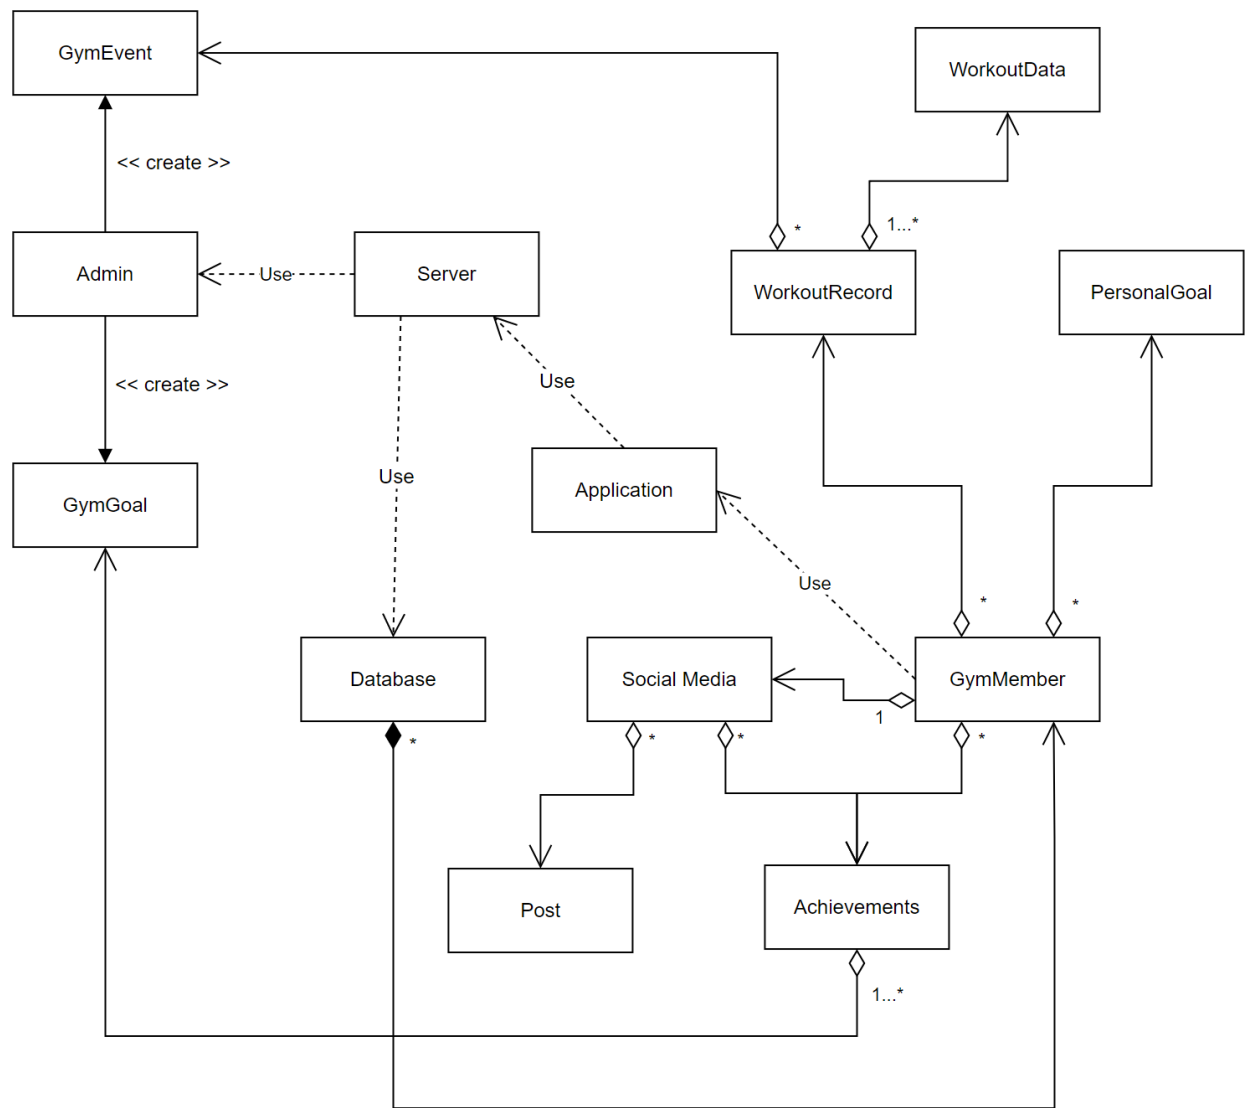 GymEvent
WorkoutData
<< create >>
*
1...*
Admin
Use
Server
WorkoutRecord
PersonalGoal
<< create >>
Use
Use
Application
GymGoal
Use
*
*
Database
Social Media
GymMember
1
*
*
*
*
Post
Achievements
1...*